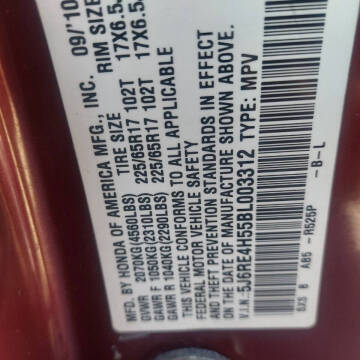 MFD. BY HONDA OF AMERICA MFG., INC. 09/10
TIRE SIZE RIM SIZE
GVWR 2070KG(4560LBS)
GAWR F 1050KG(2310LBS) 225/65R17 102T 17X6.5
GAWR R 1040KG(2290LBS) 225/65R17 102T 17X6.5
THIS VEHICLE CONFORMS TO ALL APPLICABLE
FEDERAL MOTOR VEHICLE SAFETY
AND THEFT PREVENTION STANDARDS IN EFFECT
ON THE DATE OF MANUFACTURE SHOWN ABOVE.
V.I.N.: 5J6RE4H55BL003312 TYPE: MPV
SXS B AB5 - R525P - B-L